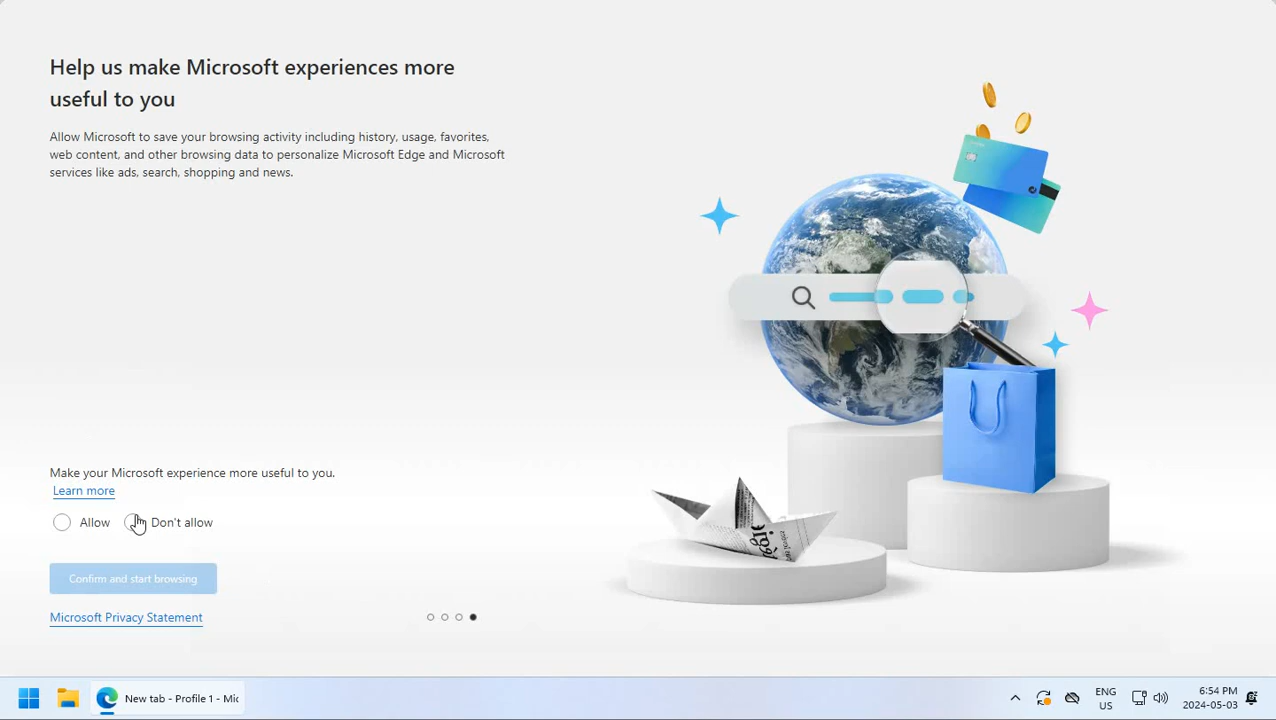 Help us make Microsoft experiences more
useful to you
Allow Microsoft to save your browsing activity including history, usage, favorites,
web content, and other browsing data to personalize Microsoft Edge and Microsoft
services like ads, search, shopping and news.
Make your Microsoft experience more useful to you.
Learn more
Allow
Don't allow
Confirm and start browsing
Microsoft Privacy Statement
New tab - Profile 1 - Mic
ENG
US
6:54 PM
2024-05-03